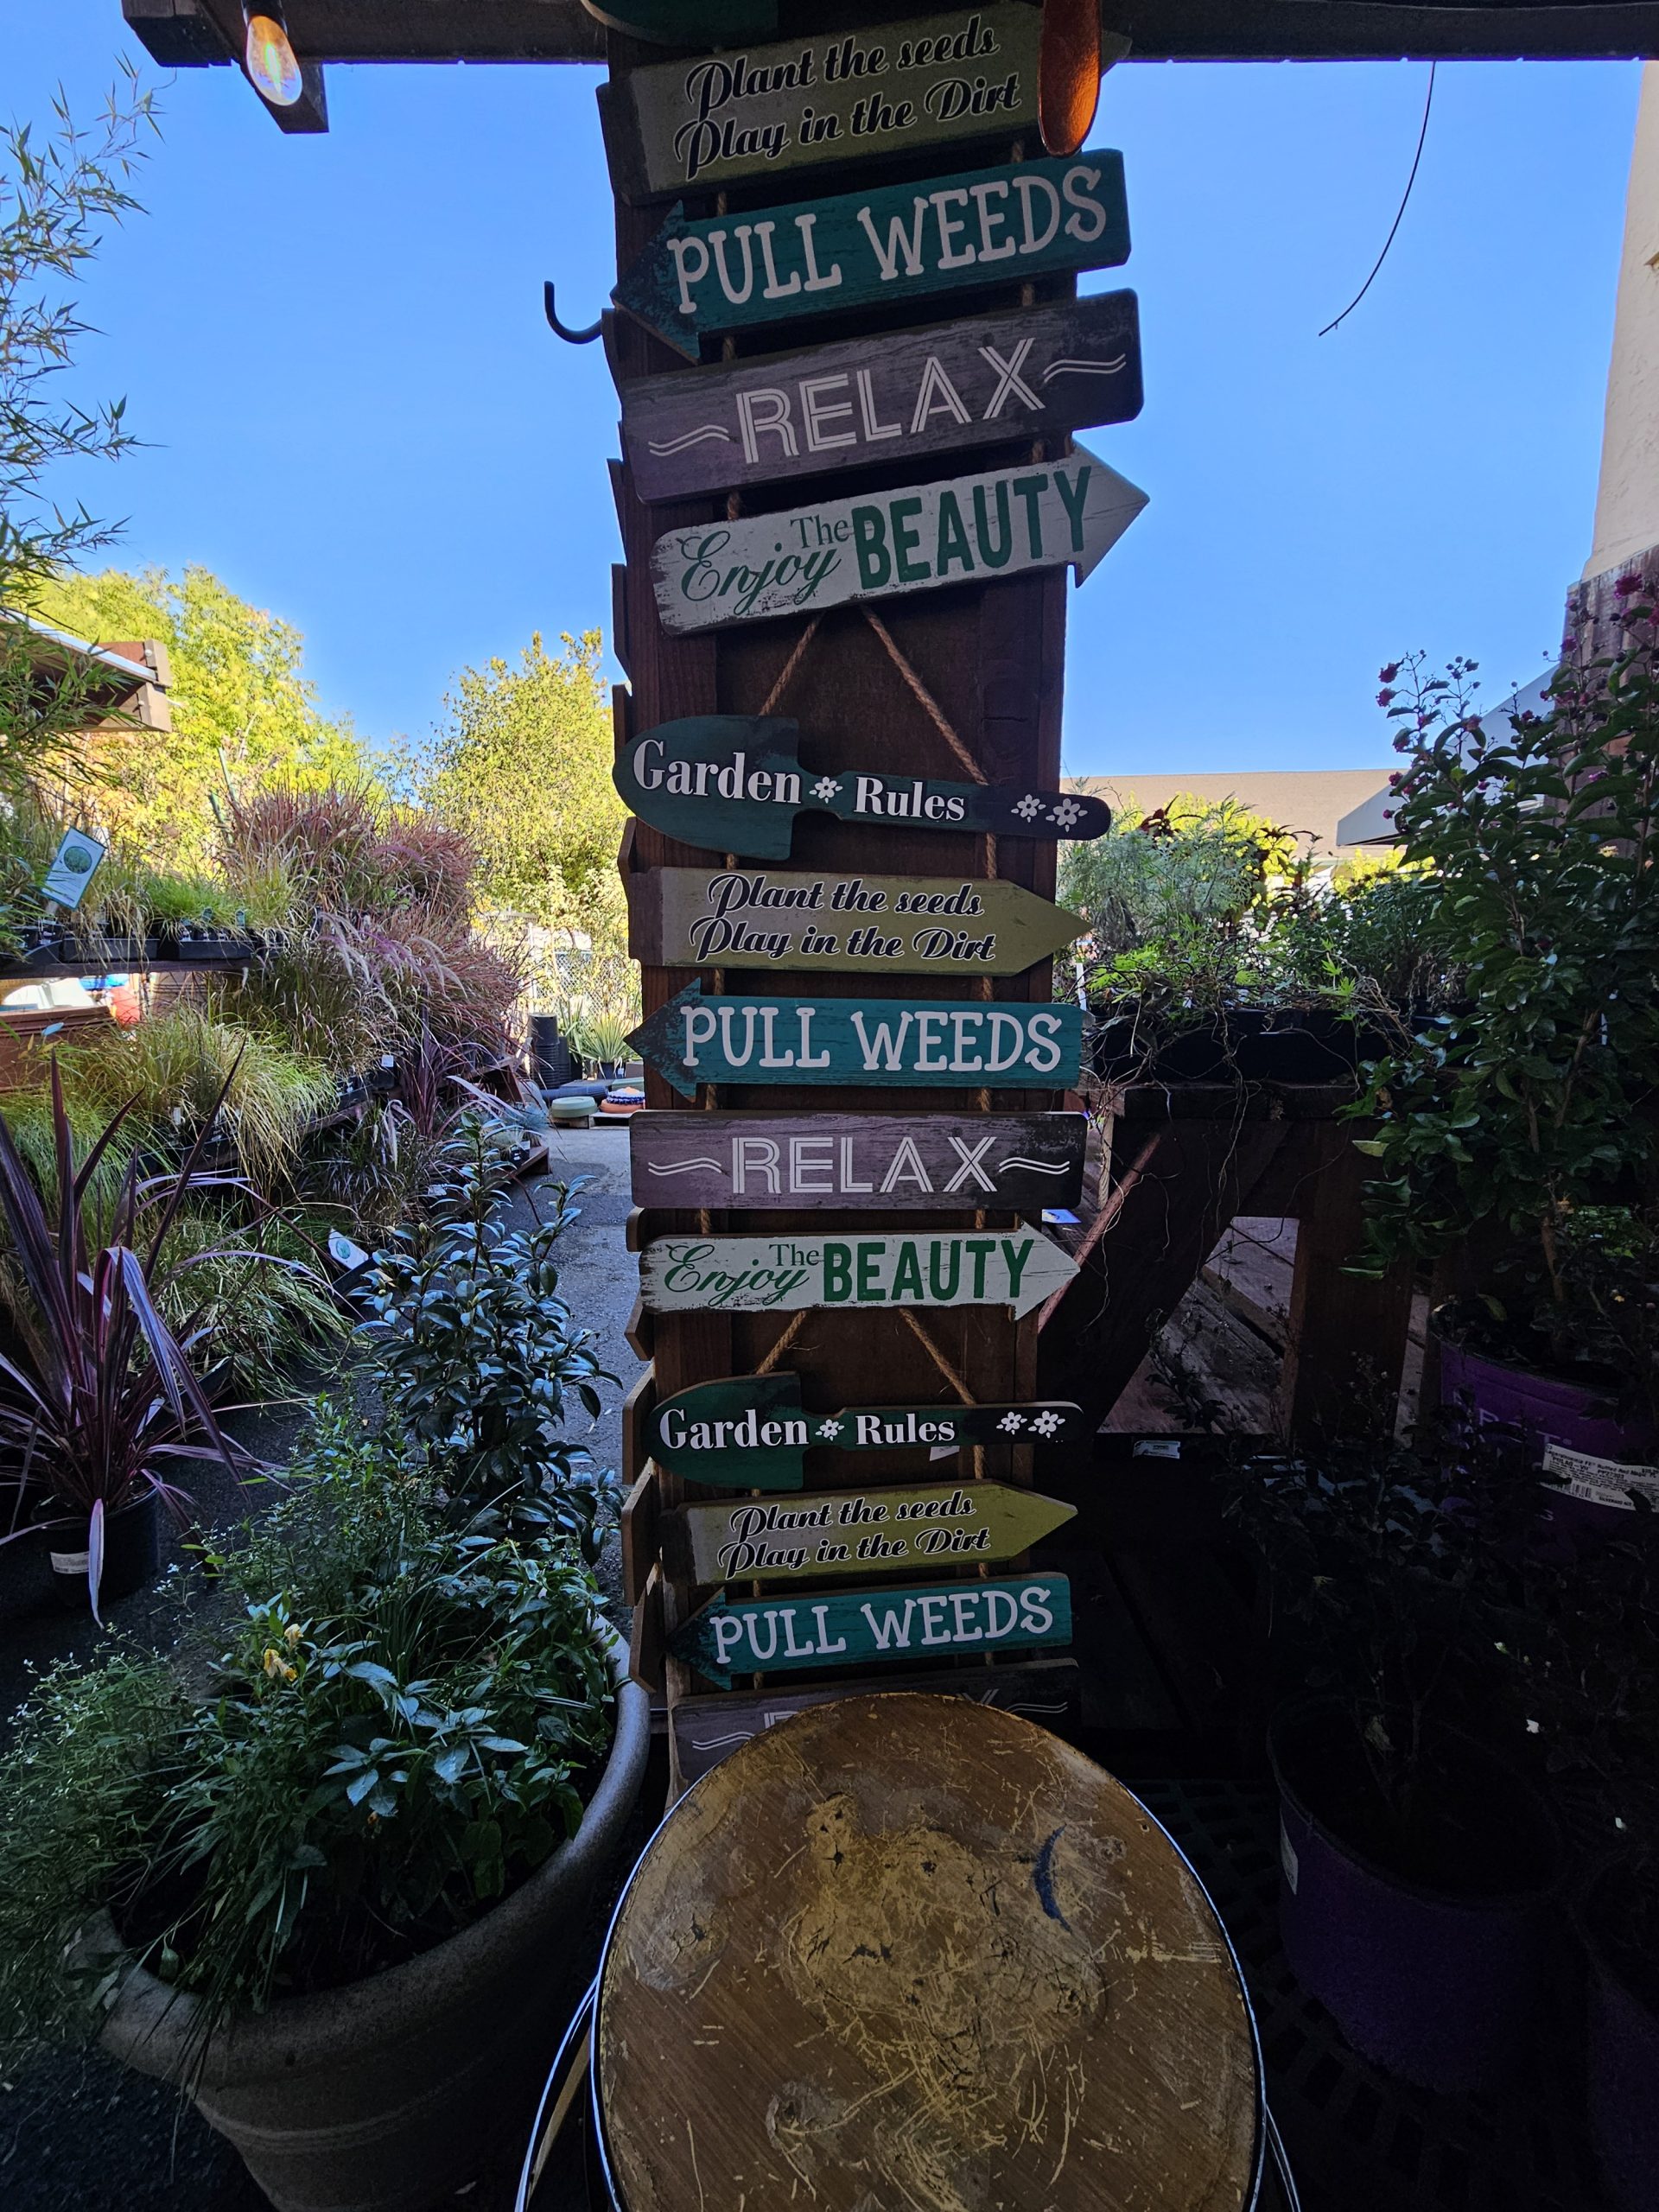 Plant the seeds
Play in the Dirt
PULL WEEDS
RELAX
Enjoy The BEAUTY
Garden Rules
Plant the seeds
Play in the Dirt
PULL WEEDS
RELAX
Enjoy The BEAUTY
Garden Rules
Plant the seeds
Play in the Dirt
PULL WEEDS